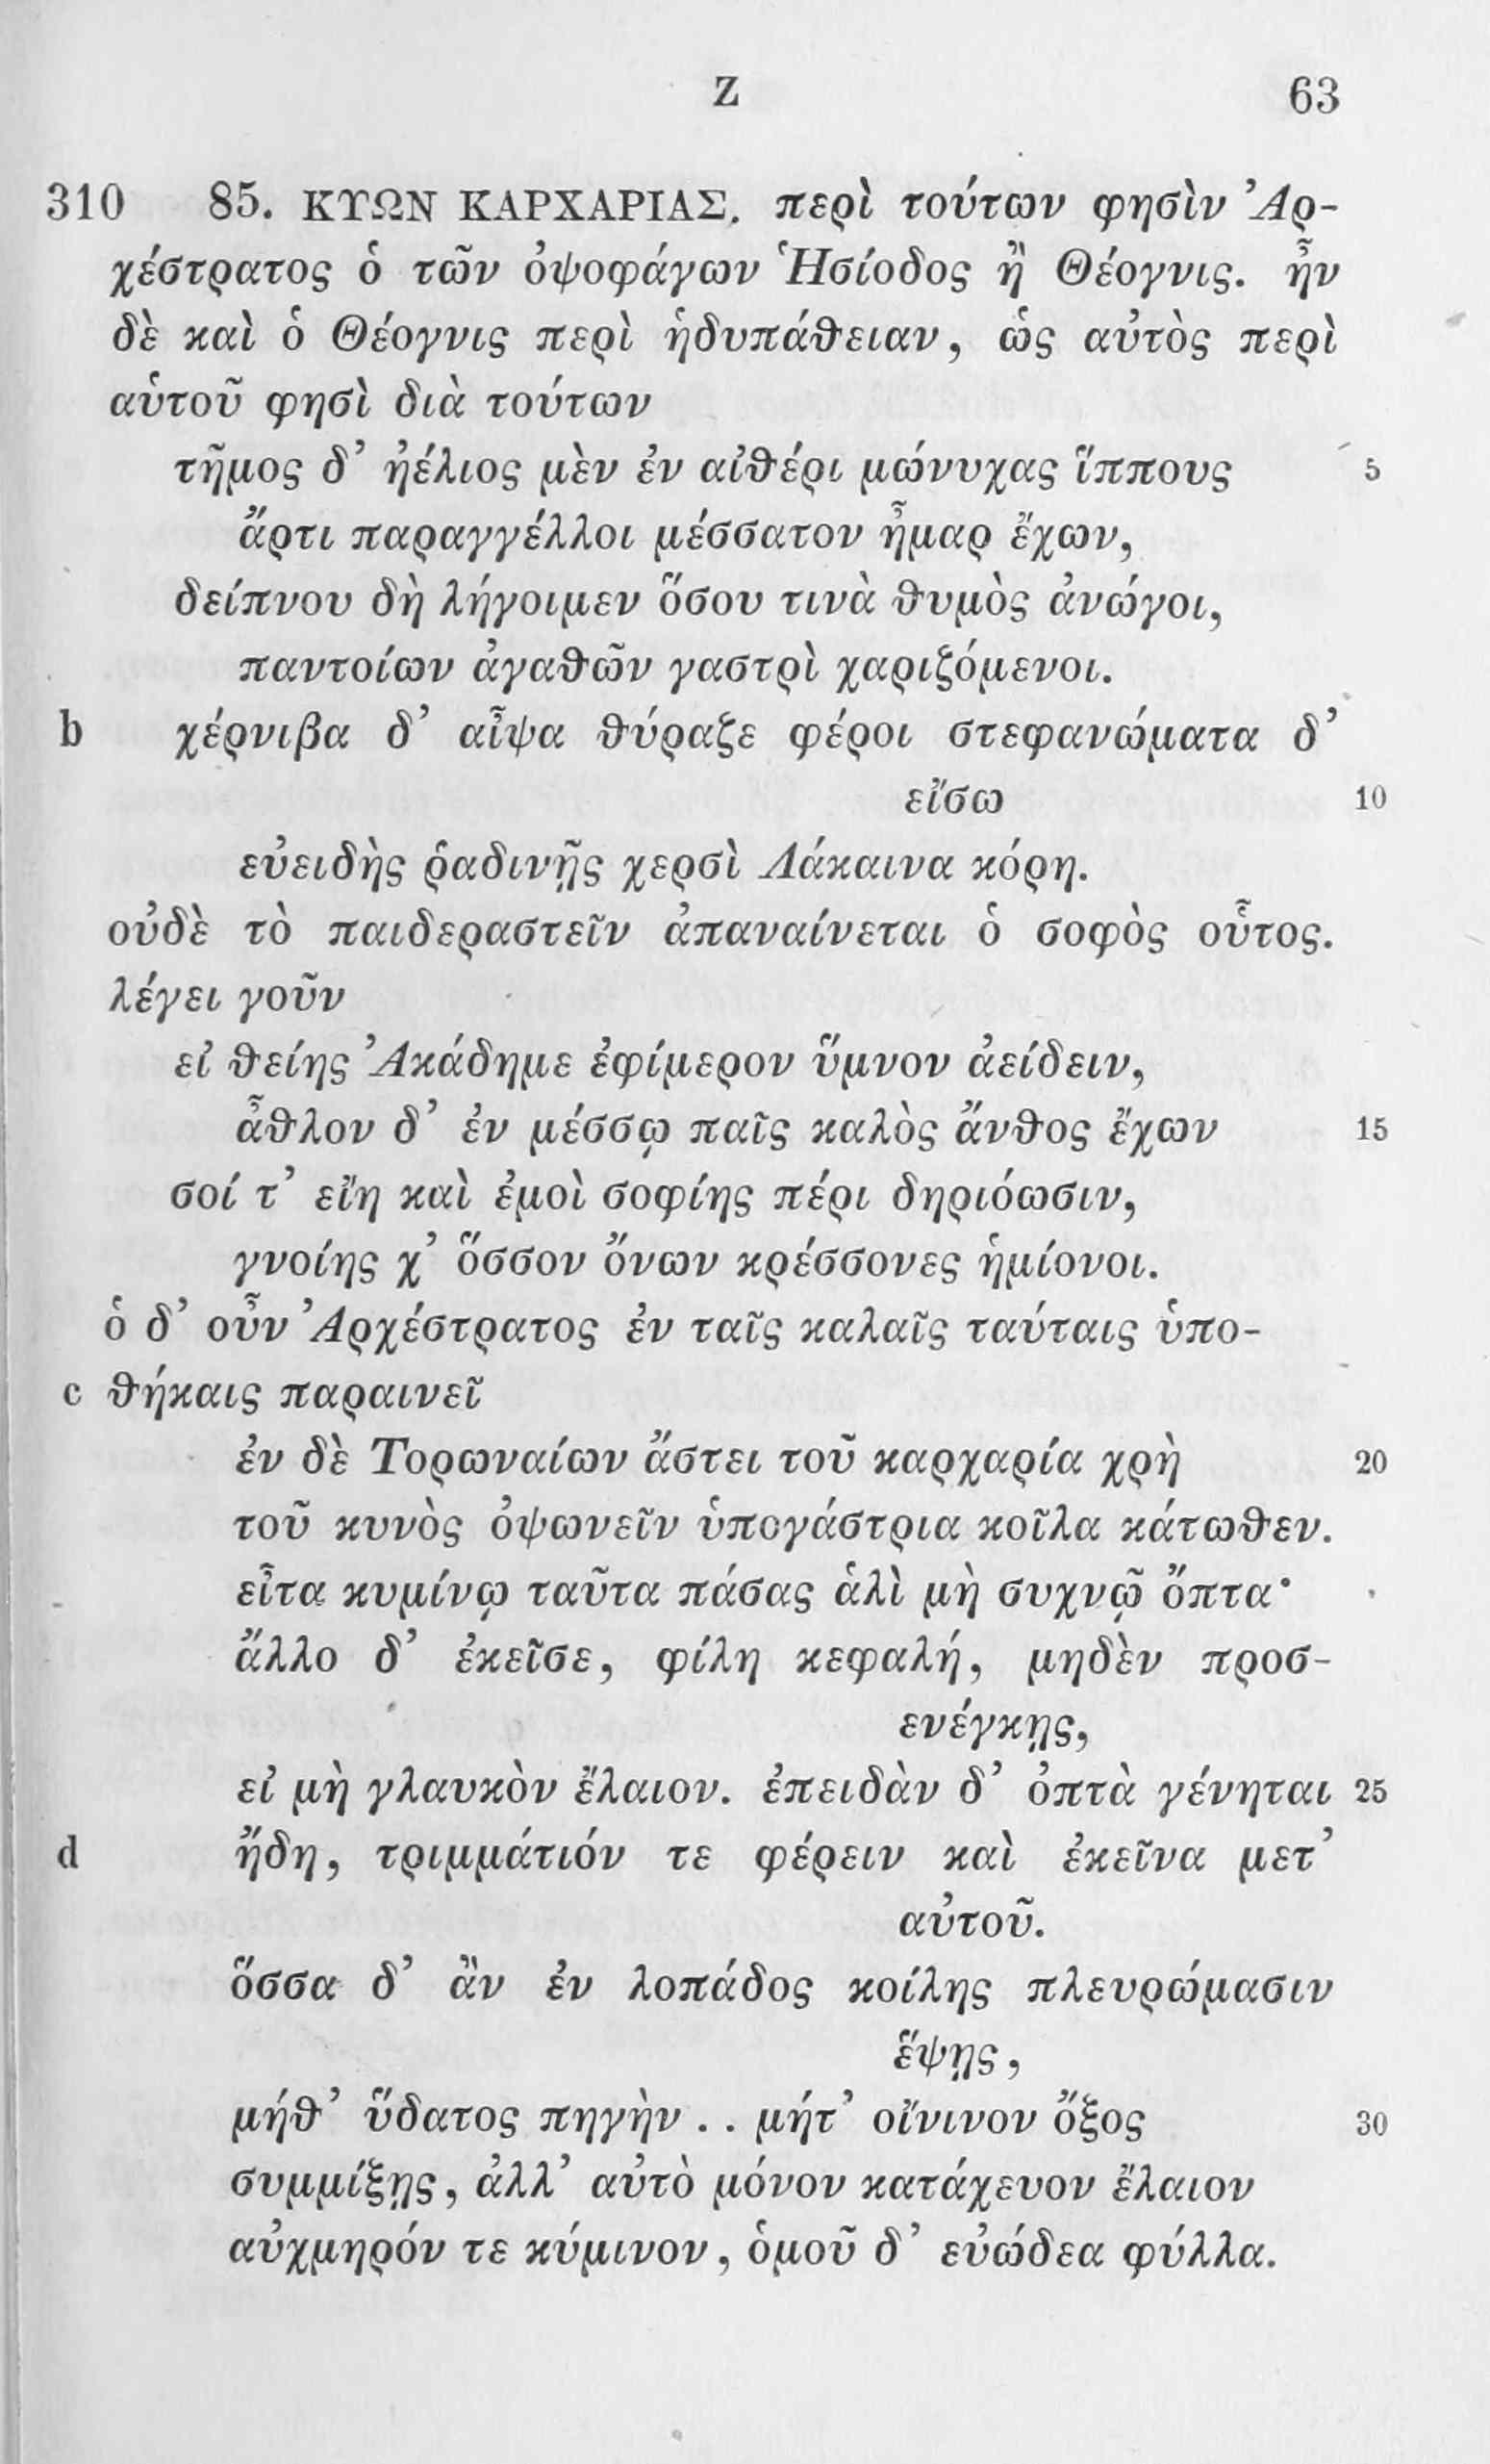 Z 63
310 85. ΚΥΩΝ ΚΑΡΧΑΡΙΑΣ. περὶ τούτων φησὶν Ἀρ-
χέστρατος ὁ τῶν ὀψοφάγων Ἡσίοδος ἢ Θέογνις. ἦν
δὲ καὶ ὁ Θέογνις περὶ ἡδυπάθειαν, ὡς αὐτὸς περὶ
αὑτοῦ φησὶ διὰ τούτων
τῆμος δ’ ἠέλιος μὲν ἐν αἰθέρι μώνυχας ἵππους 5
ἄρτι παραγγέλλοι μέσσατον ἦμαρ ἔχων,
δείπνου δὴ λήγοιμεν ὅσου τινὰ θυμὸς ἀνώγοι,
παντοίων ἀγαθῶν γαστρὶ χαριζόμενοι.
b χέρνιβα δ’ αἶψα θύραζε φέροι στεφανώματα δ’
εἴσω 10
εὐειδὴς ῥαδινῇς χερσὶ Λάκαινα κόρη.
οὐδὲ τὸ παιδεραστεῖν ἀπαναίνεται ὁ σοφὸς οὗτος.
λέγει γοῦν
εἰ θείης Ἀκάδημε ἐφίμερον ὕμνον ἀείδειν,
ἆθλον δ’ ἐν μέσσῳ παῖς καλὸς ἄνθος ἔχων 15
σοί τ’ εἴη καὶ ἐμοὶ σοφίης πέρι δηριόωσιν,
γνοίης χ’ ὅσσον ὄνων κρέσσονες ἡμίονοι.
ὁ δ’ οὖν Ἀρχέστρατος ἐν ταῖς καλαῖς ταύταις ὑπο-
c θήκαις παραινεῖ
ἐν δὲ Τορωναίων ἄστει τοῦ καρχαρία χρὴ 20
τοῦ κυνὸς ὀψωνεῖν ὑπογάστρια κοῖλα κάτωθεν.
εἶτα κυμίνῳ ταῦτα πάσας ἁλὶ μὴ συχνῷ ὄπτα·
ἄλλο δ’ ἐκεῖσε, φίλη κεφαλή, μηδὲν προσ-
ενέγκῃς,
εἰ μὴ γλαυκὸν ἔλαιον. ἐπειδὰν δ’ ὀπτὰ γένηται 25
d ἤδη, τριμμάτιόν τε φέρειν καὶ ἐκεῖνα μετ’
αὐτοῦ.
ὅσσα δ’ ἂν ἐν λοπάδος κοίλης πλευρώμασιν
ἕψῃς,
μήθ’ ὕδατος πηγὴν . . μήτ’ οἴνινον ὄξος 30
συμμίξῃς, ἀλλ’ αὐτὸ μόνον κατάχευον ἔλαιον
αὐχμηρόν τε κύμινον, ὁμοῦ δ’ εὐώδεα φύλλα.